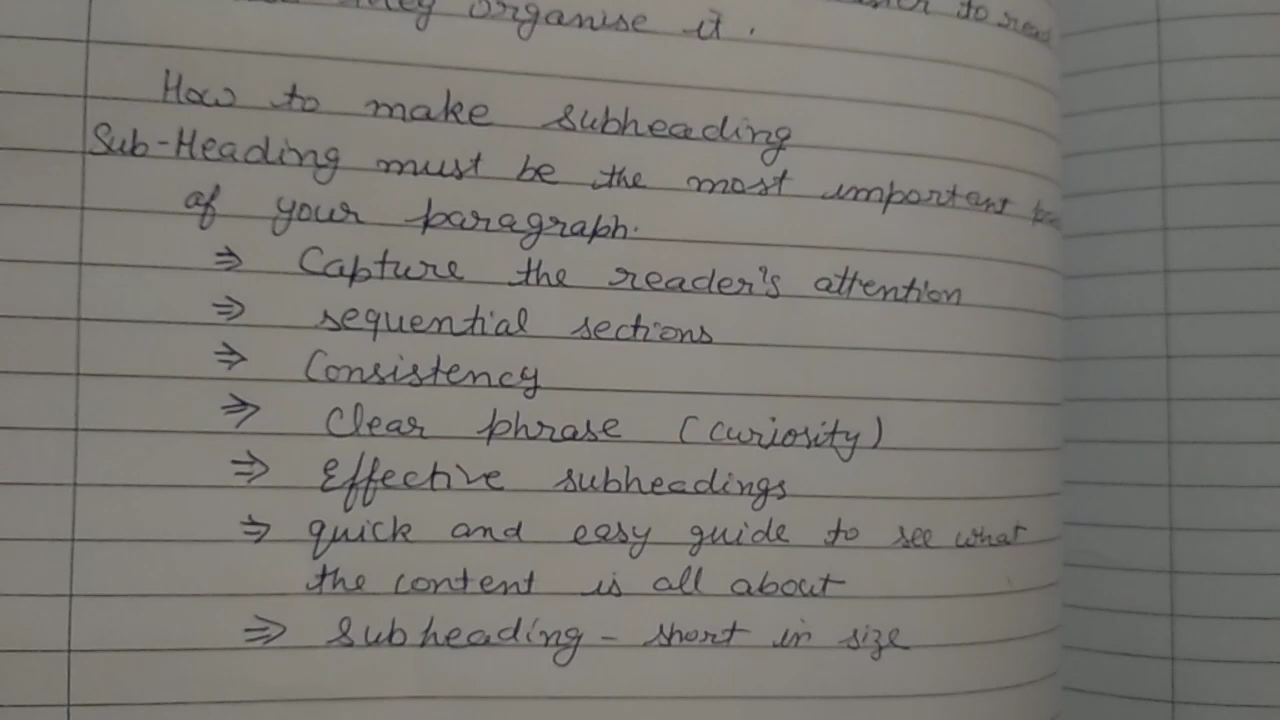 organise it.
to read
How to make subheading
Sub-Heading must be the most important
of your paragraph.
⇒ Capture the reader's attention
⇒ sequential sections
⇒ Consistency
⇒ Clear phrase (curiosity)
⇒ Effective subheadings
⇒ quick and easy guide to see what
the content is all about
⇒ Subheading - short in size